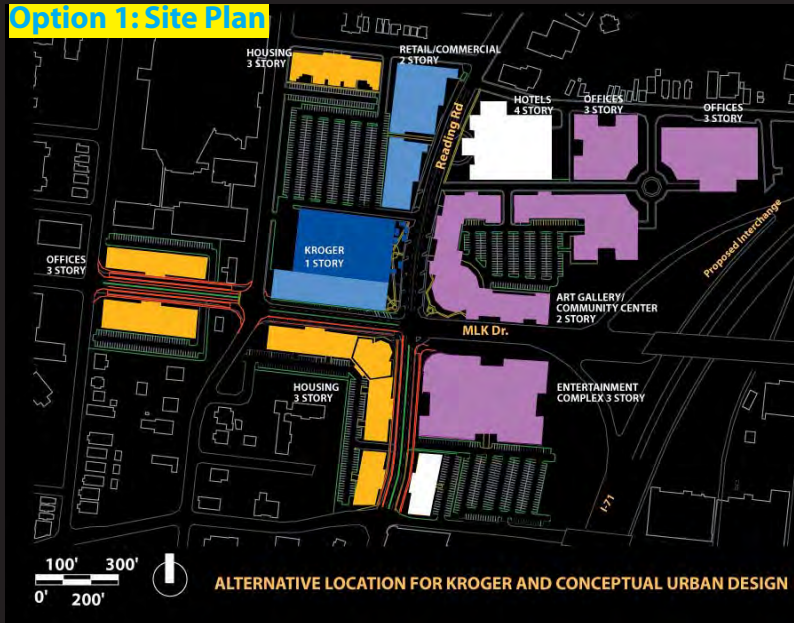 Option 1: Site Plan
HOUSING
3 STORY
RETAIL/COMMERCIAL
2 STORY
Reading Rd
HOTELS
4 STORY
OFFICES
3 STORY
OFFICES
3 STORY
Proposed Interchange
KROGER
1 STORY
OFFICES
3 STORY
ART GALLERY/
COMMUNITY CENTER
2 STORY
MLK Dr.
HOUSING
3 STORY
ENTERTAINMENT
COMPLEX 3 STORY
I-71
100' 300'
0' 200'
ALTERNATIVE LOCATION FOR KROGER AND CONCEPTUAL URBAN DESIGN